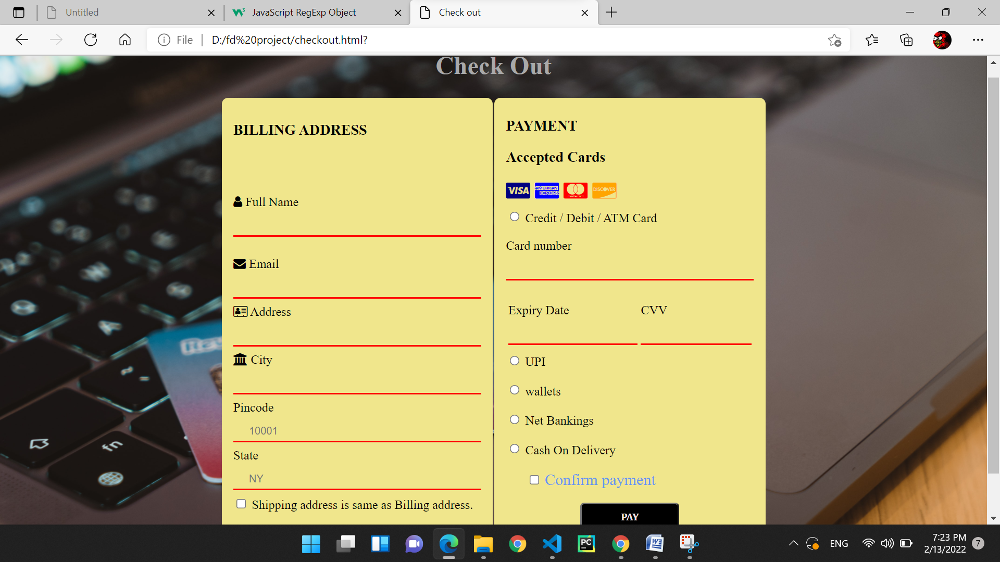 Untitled
JavaScript RegExp Object
Check out
File
D:/fd%20project/checkout.html?
Check Out
BILLING ADDRESS
Full Name
Email
Address
City
Pincode
10001
State
NY
Shipping address is same as Billing address.
PAYMENT
Accepted Cards
VISA
AMERICAN
EXPRESS
mastercard
DISCOVER
Credit / Debit / ATM Card
Card number
Expiry Date CVV
UPI
wallets
Net Bankings
Cash On Delivery
Confirm payment
PAY
fn
PC
W
ENG
7:23 PM
2/13/2022
7